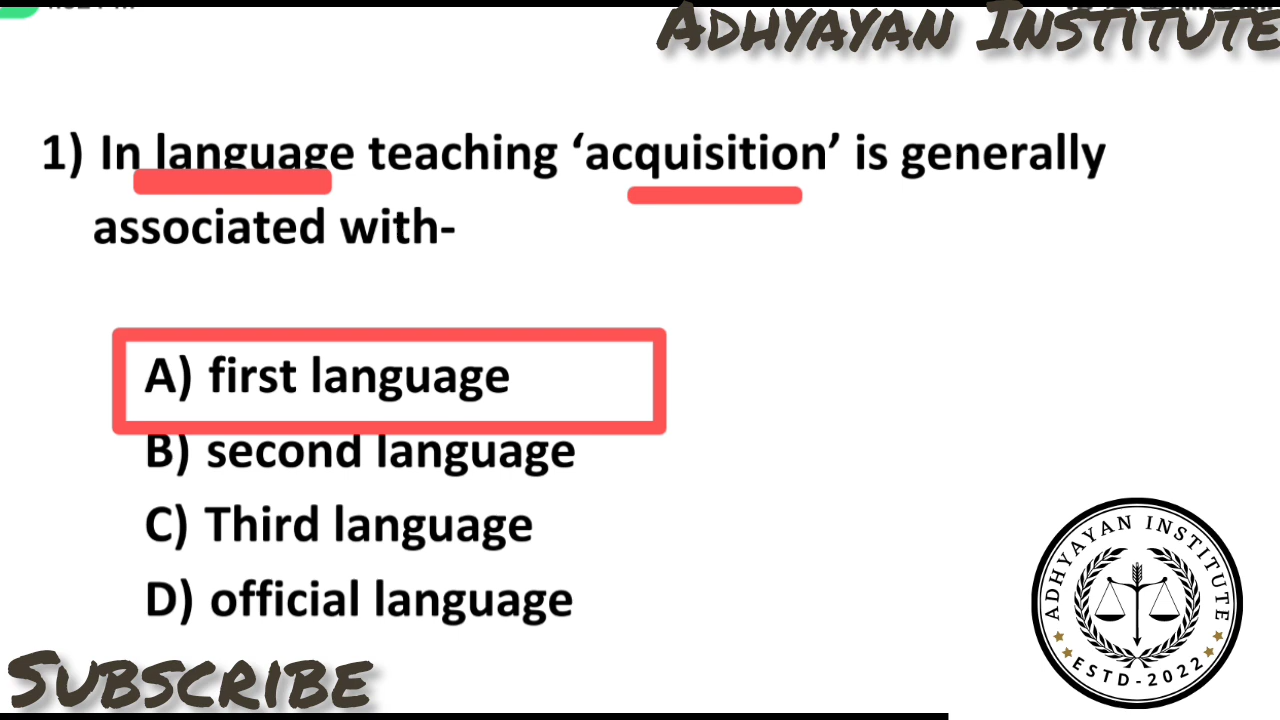 ADHYAYAN INSTITUTE
1) In language teaching ‘acquisition’ is generally
associated with-
A) first language
B) second language
C) Third language
D) official language
ADHYAYAN INSTITUTE
ESTD-2022
SUBSCRIBE